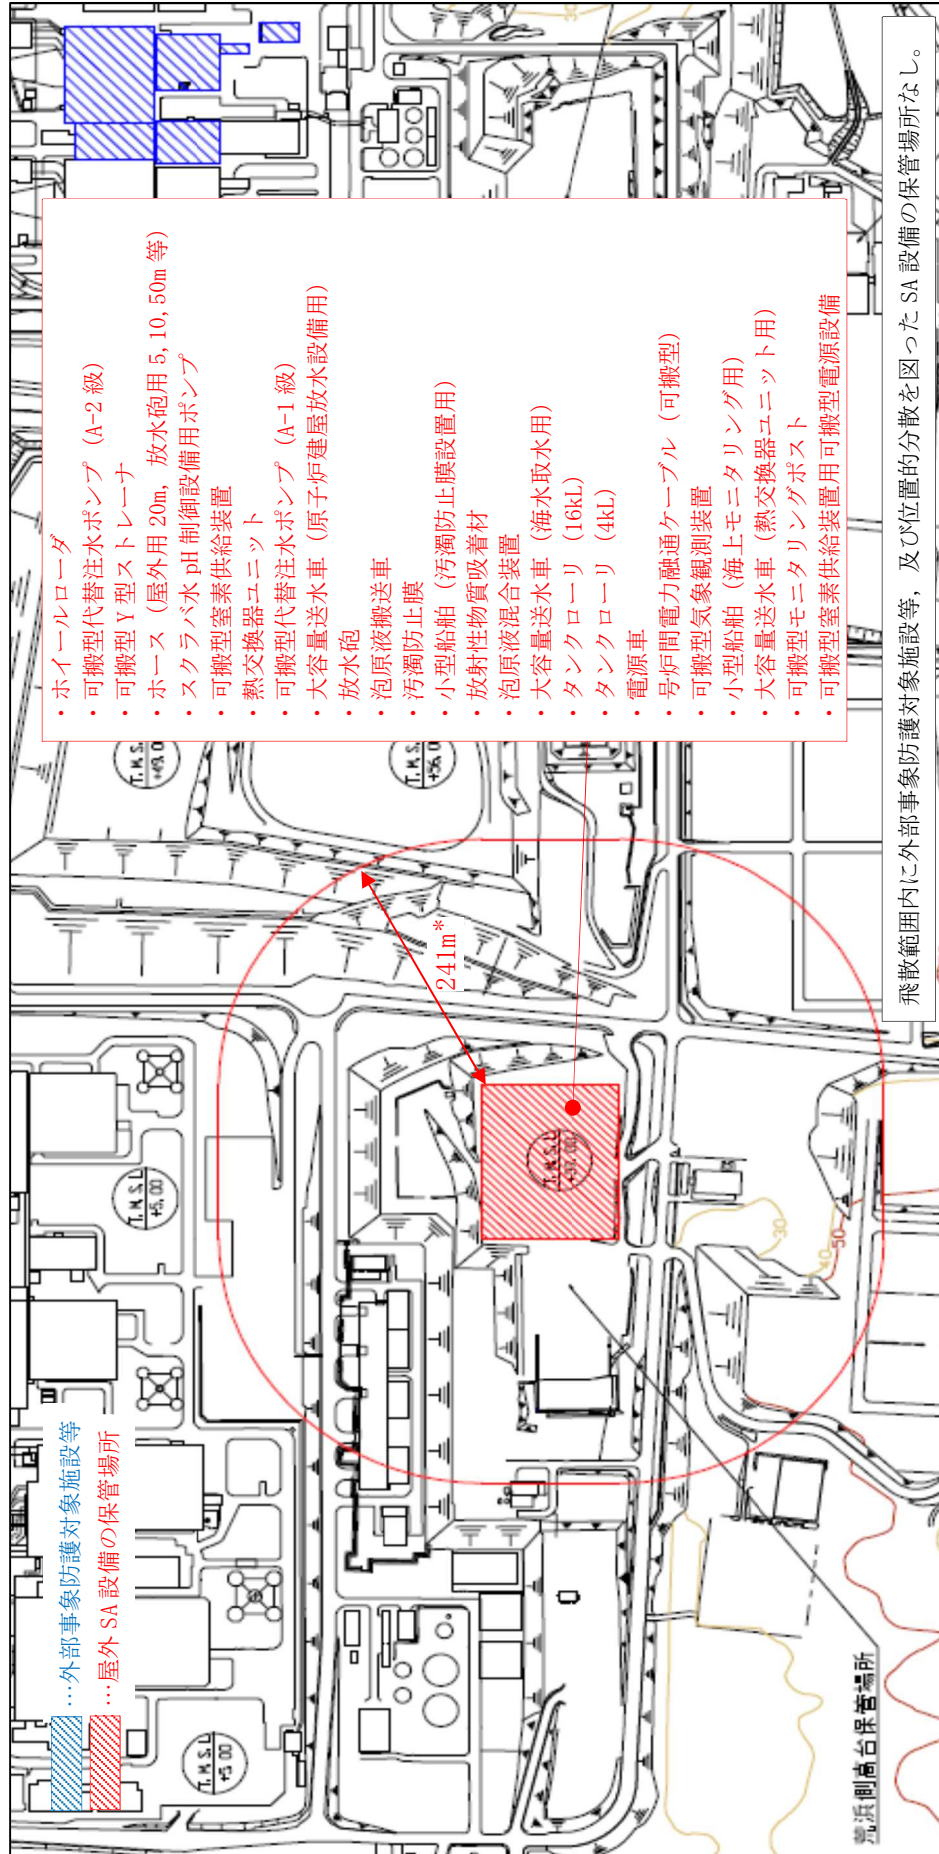 …外部事象防護対象施設等
…屋外 SA 設備の保管場所
T.M.S.L
+5.00
T.M.S.L
+5.00
T.M.S.L
T.M.S.L
T.M.S.L
241m*
・ホイールローダ
・可搬型代替注水ポンプ（A-2 級）
・可搬型 Y 型ストレーナ
・ホース（屋外用 20m， 放水砲用 5, 10, 50m 等）
・スクラバ水 pH 制御設備用ポンプ
・可搬型窒素供給装置
・熱交換器ユニット
・可搬型代替注水ポンプ（A-1 級）
・大容量送水車（原子炉建屋放水設備用）
・放水砲
・泡原液搬送車
・汚濁防止膜
・小型船舶（汚濁防止膜設置用）
・放射性物質吸着材
・泡原液混合装置
・大容量送水車（海水取水用）
・タンクローリ（16kL）
・タンクローリ（4kL）
・電源車
・号炉間電力融通ケーブル（可搬型）
・可搬型気象観測装置
・小型船舶（海上モニタリング用）
・大容量送水車（熱交換器ユニット用）
・可搬型モニタリングポスト
・可搬型窒素供給装置用可搬型電源設備
30
30
40
50
荒浜側高台保管場所
飛散範囲内に外部事象防護対象施設等，及び位置的分散を図った SA 設備の保管場所なし。